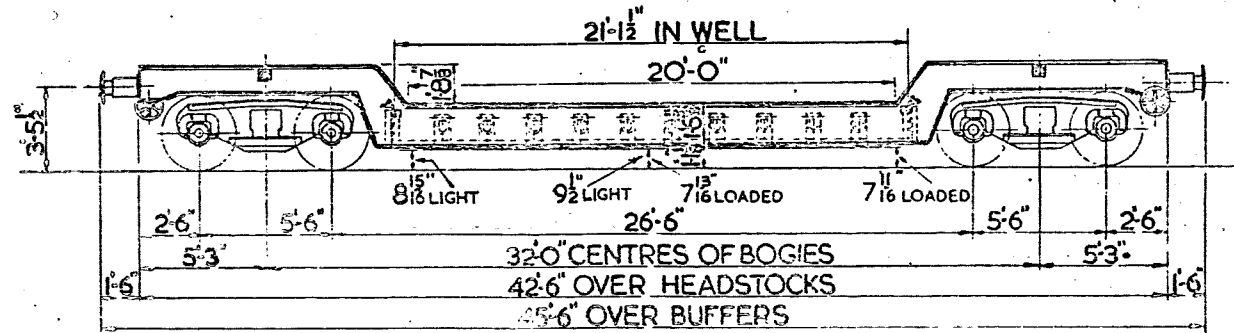 21'-1½" IN WELL
20'-0"
8⅞"
3'-5½"
1'-6"
8 15/16" LIGHT
9½" LIGHT
7 13/16" LOADED
7 11/16" LOADED
2'-6"
5'-6"
26'-6"
5'-6"
2'-6"
5'-3"
32'-0" CENTRES OF BOGIES
5'-3"
1'-6"
42'-6" OVER HEADSTOCKS
1'-6"
45'-6" OVER BUFFERS